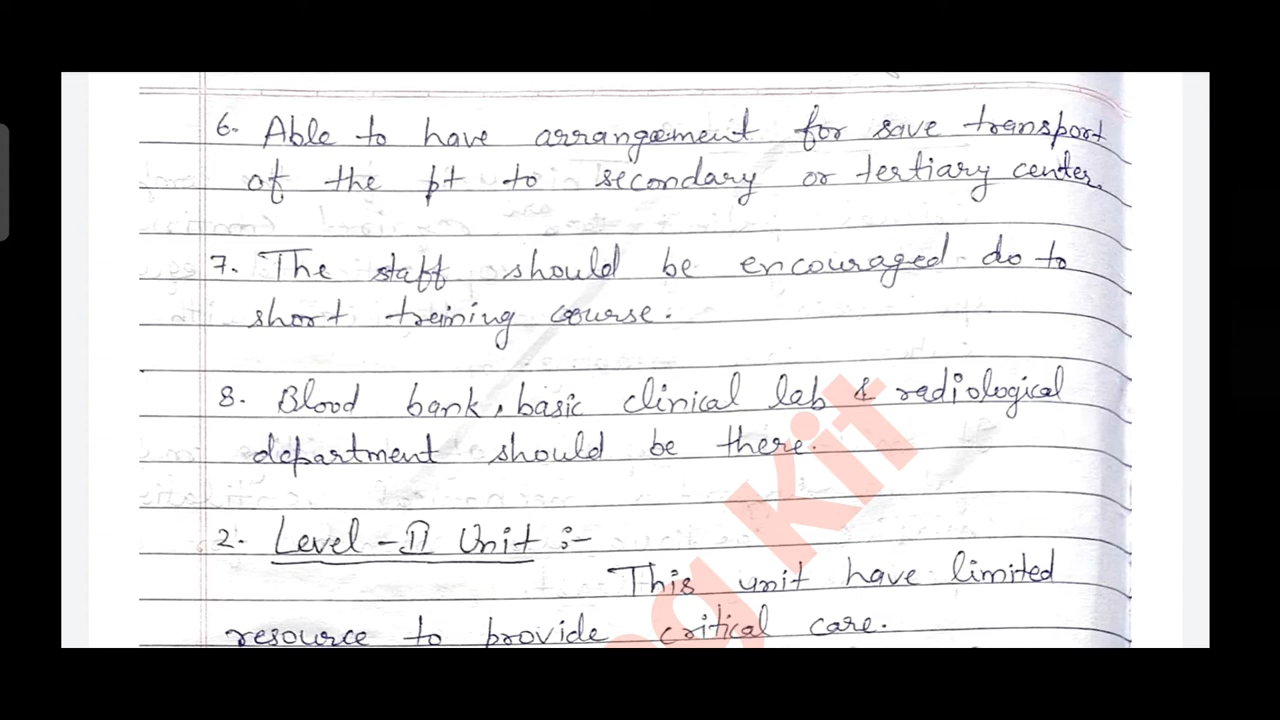 6. Able to have arrangement for save transport
of the pt to secondary or tertiary center.
7. The staff should be encouraged do to
short treining course.
8. Blood bank, basic clinical lab & radiological
department should be there.
2. Level - II Unit :-
This unit have limited
resource to provide critical care.
g Kit